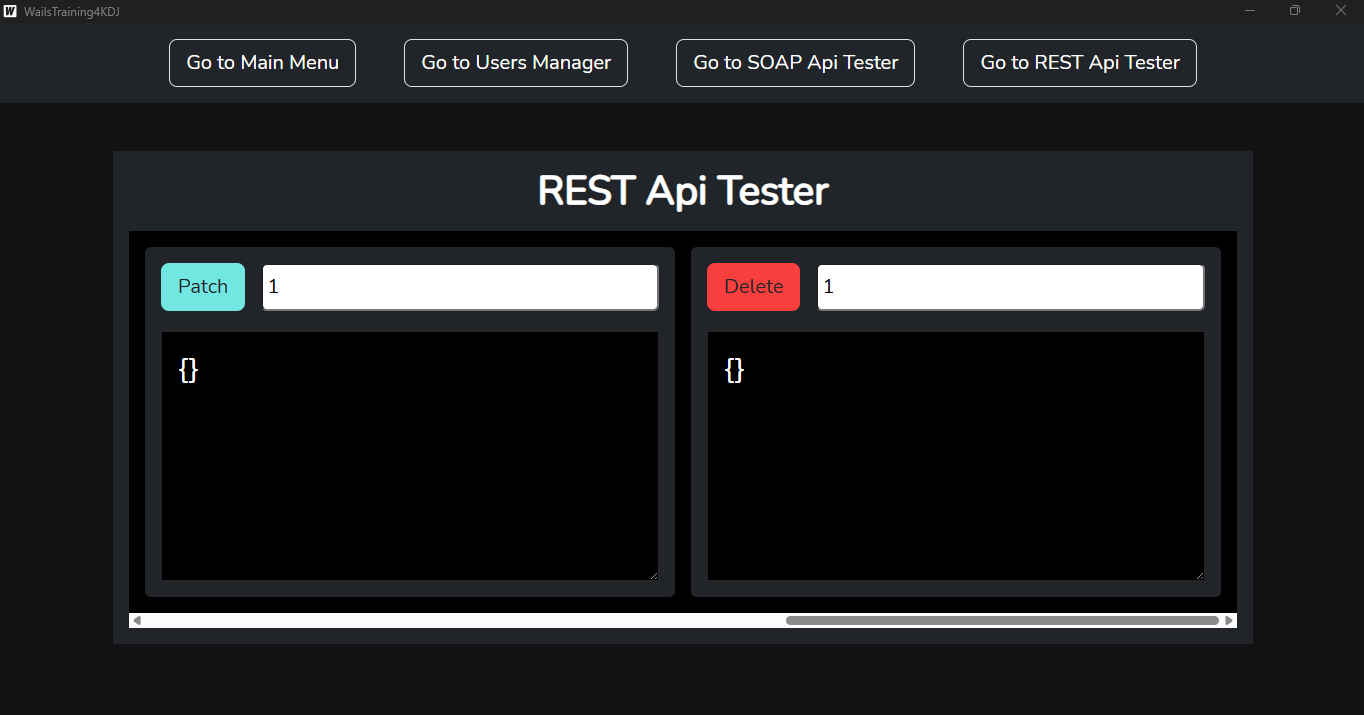 W WailsTraining4KDJ
Go to Main Menu Go to Users Manager Go to SOAP Api Tester Go to REST Api Tester
REST Api Tester
Patch 1 Delete 1
{} {}